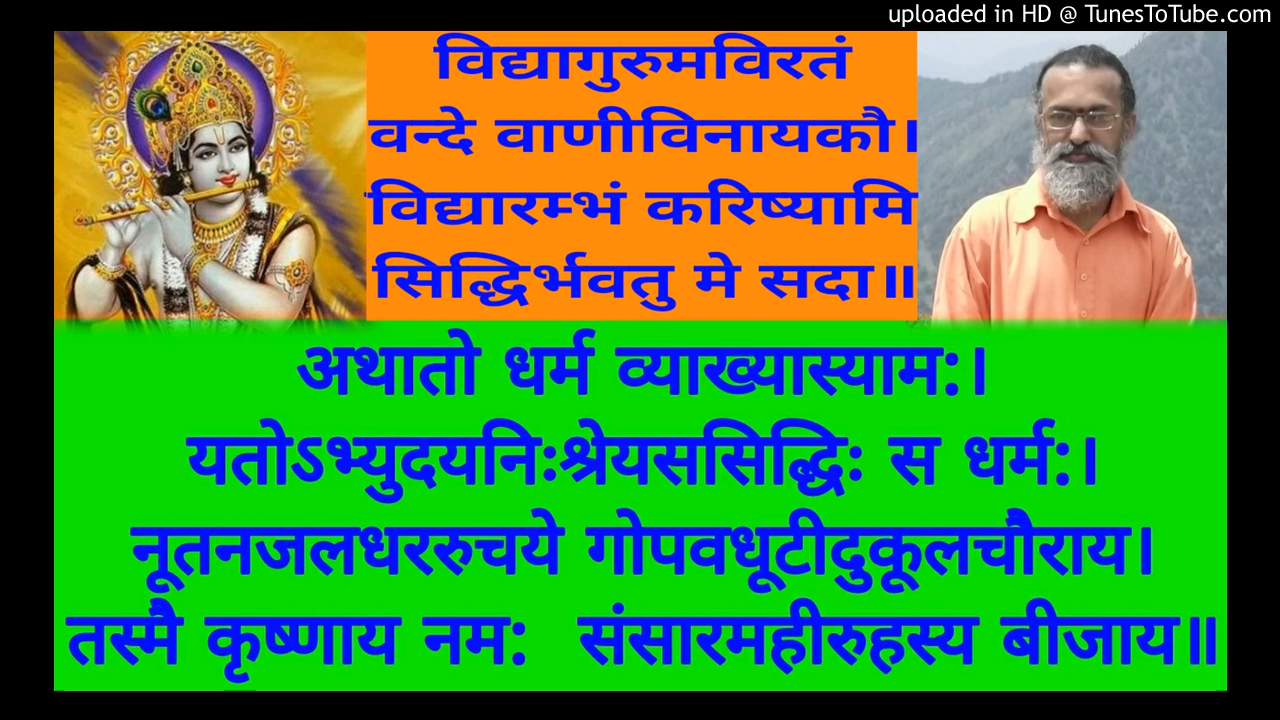 uploaded in HD @ TunesToTube.com
विद्यागुरुमविरतं
वन्दे वाणीविनायकौ।
विद्यारम्भं करिष्यामि
सिद्धिर्भवतु मे सदा॥
अथातो धर्म व्याख्यास्याम:।
यतोऽभ्युदयनिःश्रेयससिद्धिः स धर्म:।
नूतनजलधररुचये गोपवधूटीदुकूलचौराय।
तस्मै कृष्णाय नम: संसारमहीरुहस्य बीजाय॥